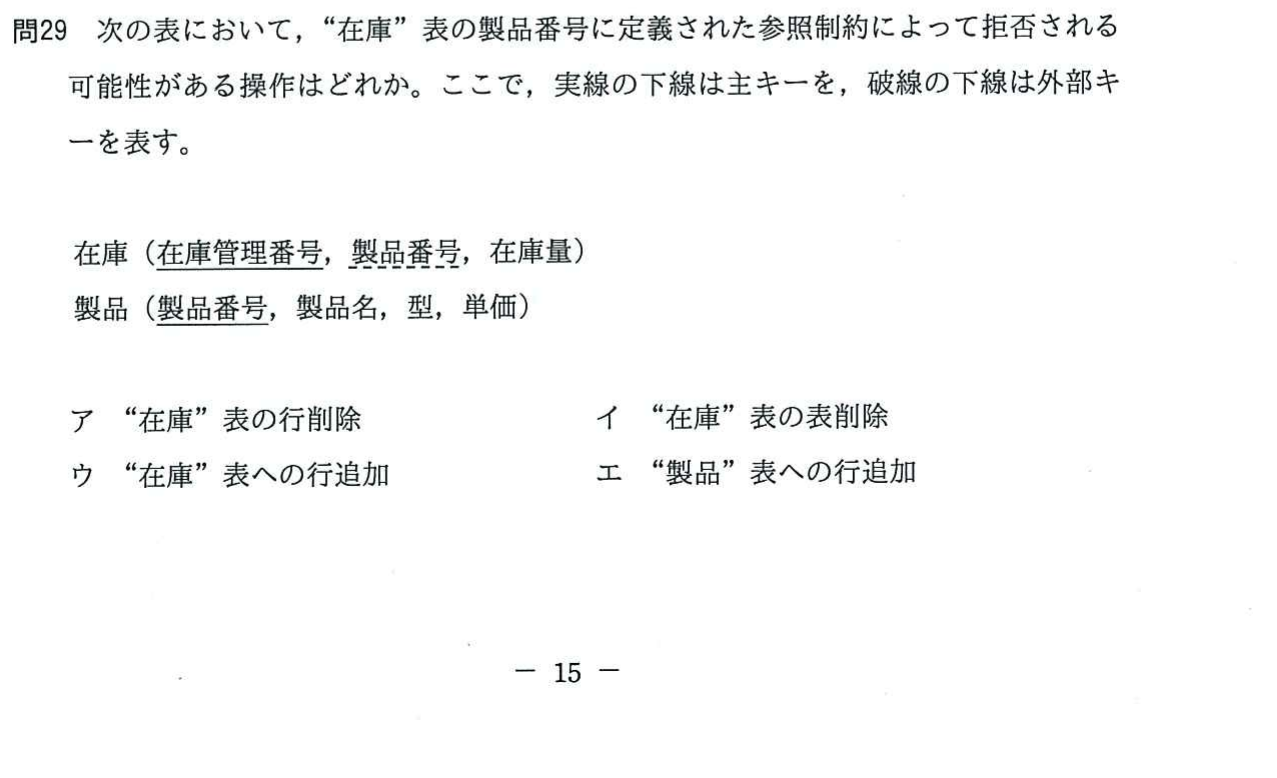 問29 次の表において，“在庫”表の製品番号に定義された参照制約によって拒否される
可能性がある操作はどれか。ここで，実線の下線は主キーを，破線の下線は外部キ
ーを表す。
在庫（在庫管理番号，製品番号，在庫量）
製品（製品番号，製品名，型，単価）
ア “在庫”表の行削除 イ “在庫”表の表削除
ウ “在庫”表への行追加 エ “製品”表への行追加
－ 15 －